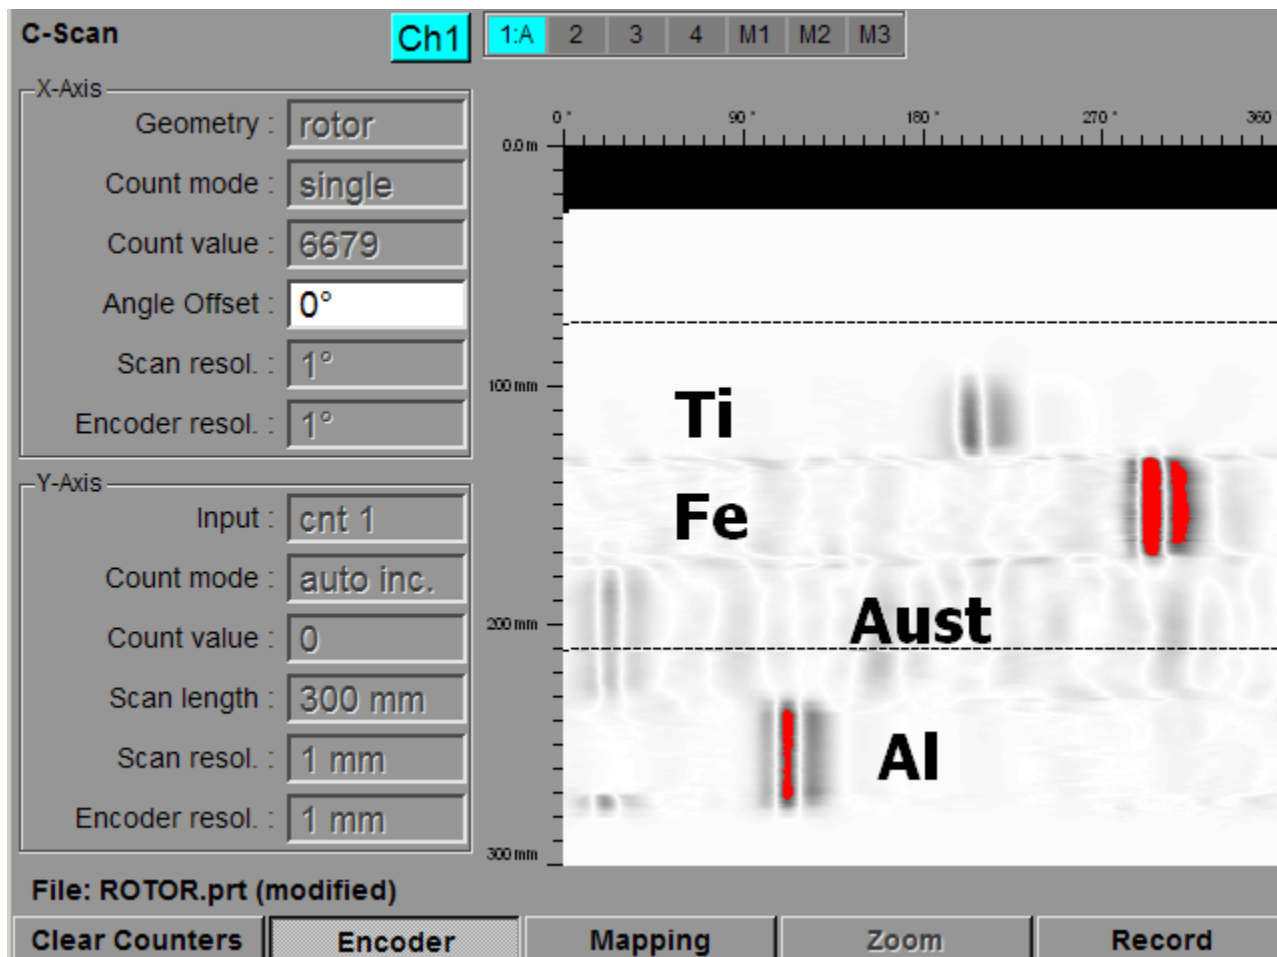 C-Scan
Ch1
1:A 2 3 4 M1 M2 M3
X-Axis
Geometry : rotor
Count mode : single
Count value : 6679
Angle Offset : 0°
Scan resol. : 1°
Encoder resol. : 1°
Y-Axis
Input : cnt 1
Count mode : auto inc.
Count value : 0
Scan length : 300 mm
Scan resol. : 1 mm
Encoder resol. : 1 mm
0° 90° 180° 270° 360
0.0 m
100 mm
200 mm
300 mm
Ti
Fe
Aust
Al
File: ROTOR.prt (modified)
Clear Counters Encoder Mapping Zoom Record